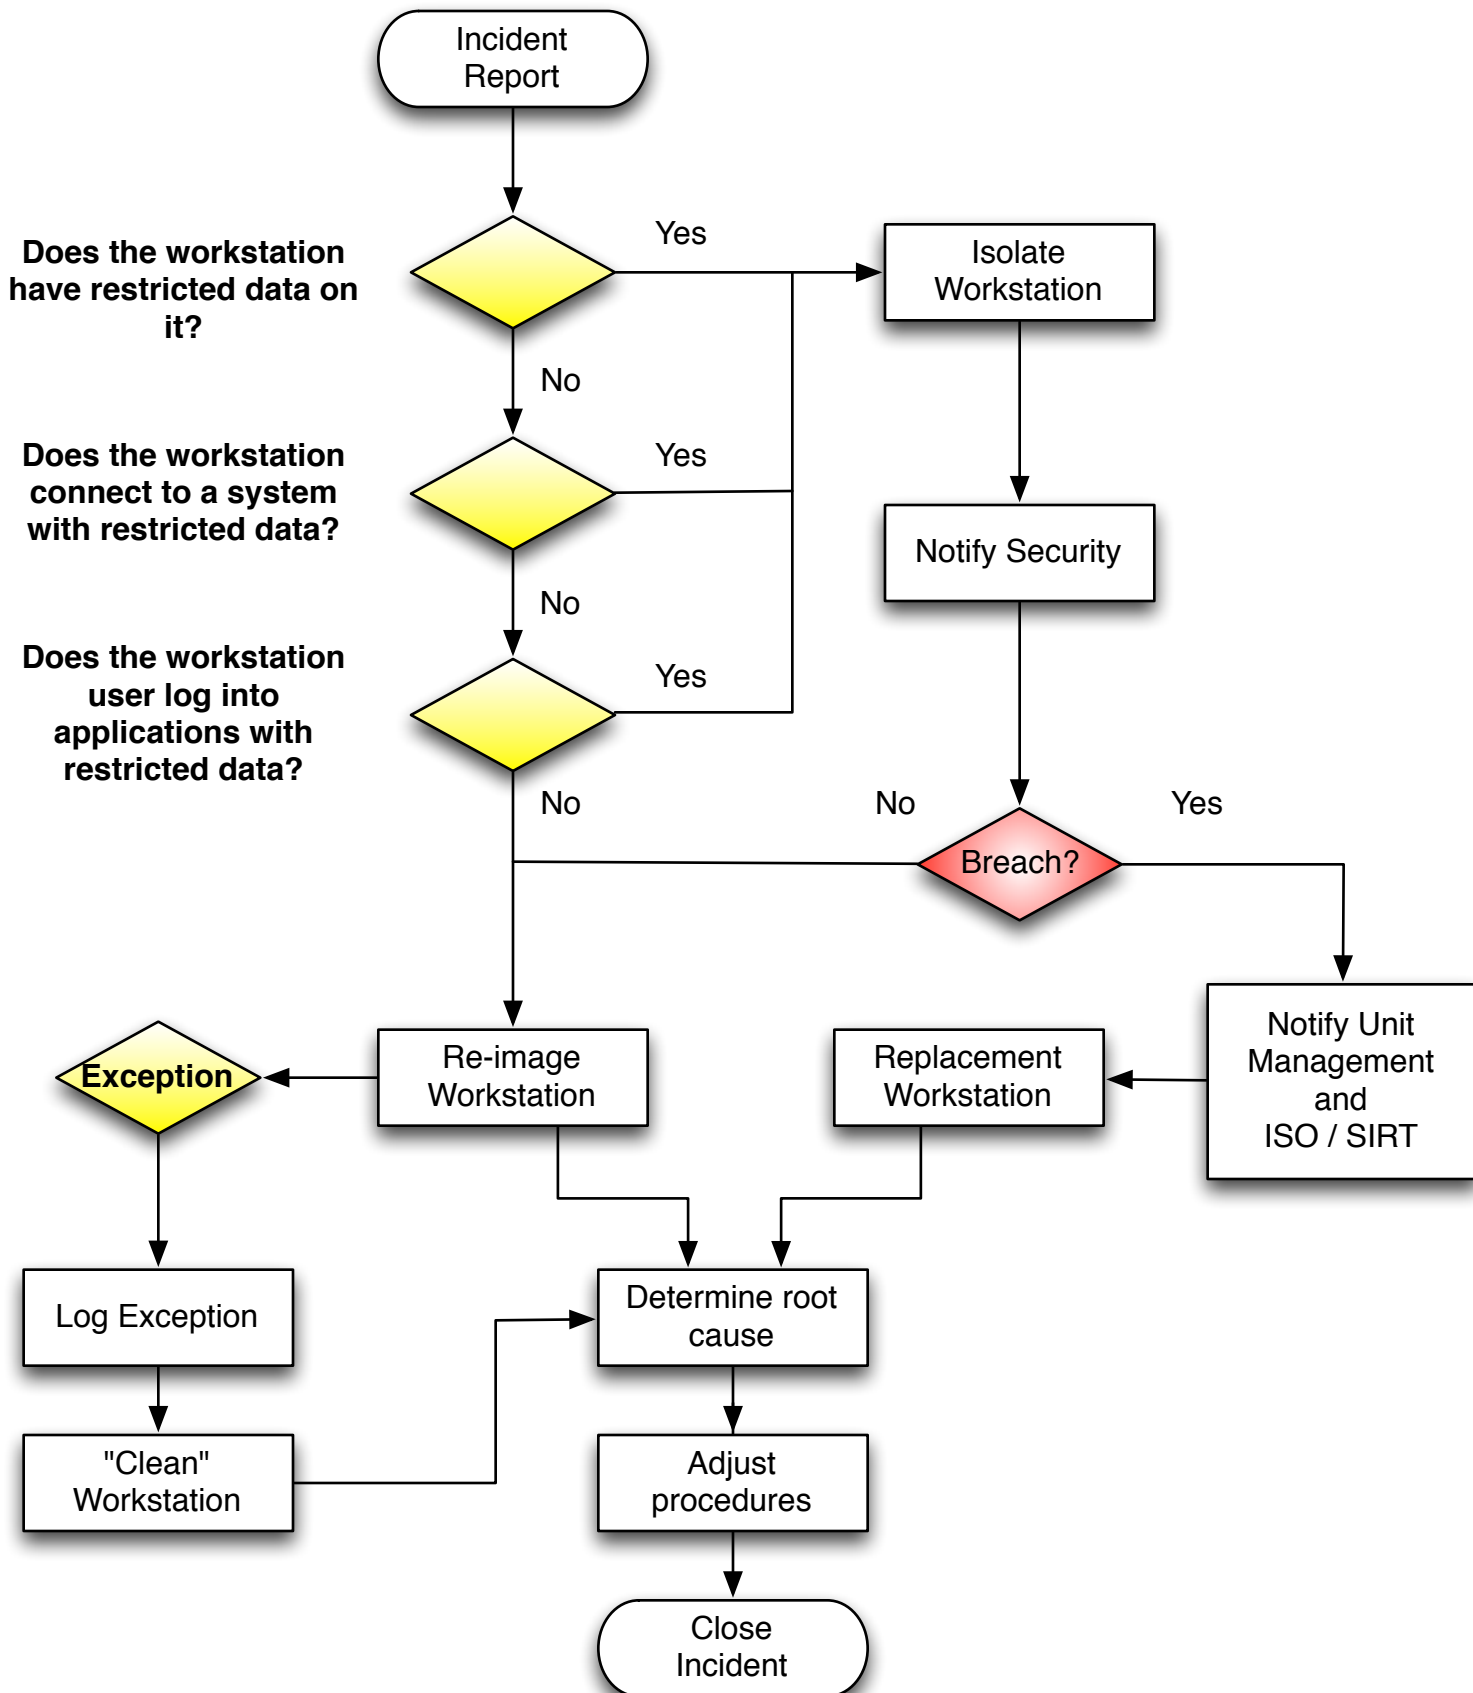 Incident
Report
Does the workstation
have restricted data on
it?
Yes
Isolate
Workstation
No
Does the workstation
connect to a system
with restricted data?
Yes
Notify Security
No
Does the workstation
user log into
applications with
restricted data?
Yes
No
No
Yes
Breach?
Exception
Re-image
Workstation
Replacement
Workstation
Notify Unit
Management
and
ISO / SIRT
Log Exception
Determine root
cause
"Clean"
Workstation
Adjust
procedures
Close
Incident